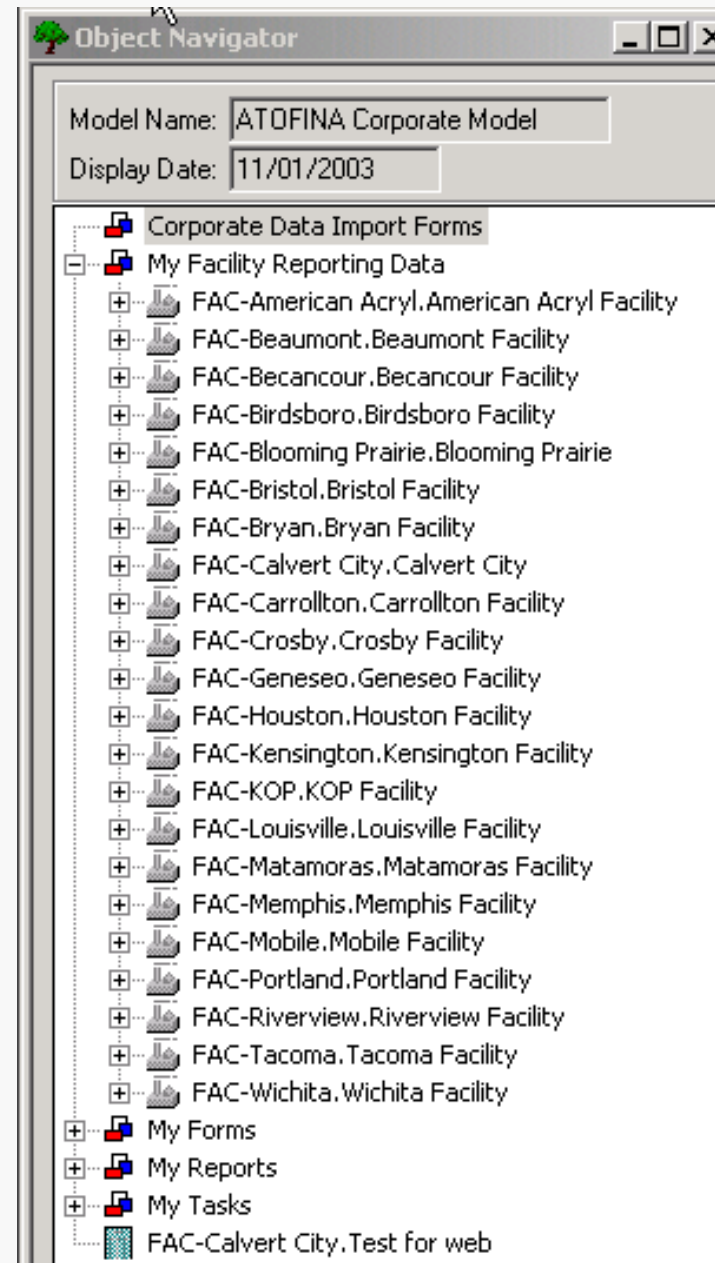 Object Navigator
Model Name: ATOFINA Corporate Model
Display Date: 11/01/2003
Corporate Data Import Forms
My Facility Reporting Data
FAC-American Acryl.American Acryl Facility
FAC-Beaumont.Beaumont Facility
FAC-Becancour.Becancour Facility
FAC-Birdsboro.Birdsboro Facility
FAC-Blooming Prairie.Blooming Prairie
FAC-Bristol.Bristol Facility
FAC-Bryan.Bryan Facility
FAC-Calvert City.Calvert City
FAC-Carrollton.Carrollton Facility
FAC-Crosby.Crosby Facility
FAC-Geneseo.Geneseo Facility
FAC-Houston.Houston Facility
FAC-Kensington.Kensington Facility
FAC-KOP.KOP Facility
FAC-Louisville.Louisville Facility
FAC-Matamoras.Matamoras Facility
FAC-Memphis.Memphis Facility
FAC-Mobile.Mobile Facility
FAC-Portland.Portland Facility
FAC-Riverview.Riverview Facility
FAC-Tacoma.Tacoma Facility
FAC-Wichita.Wichita Facility
My Forms
My Reports
My Tasks
FAC-Calvert City.Test for web